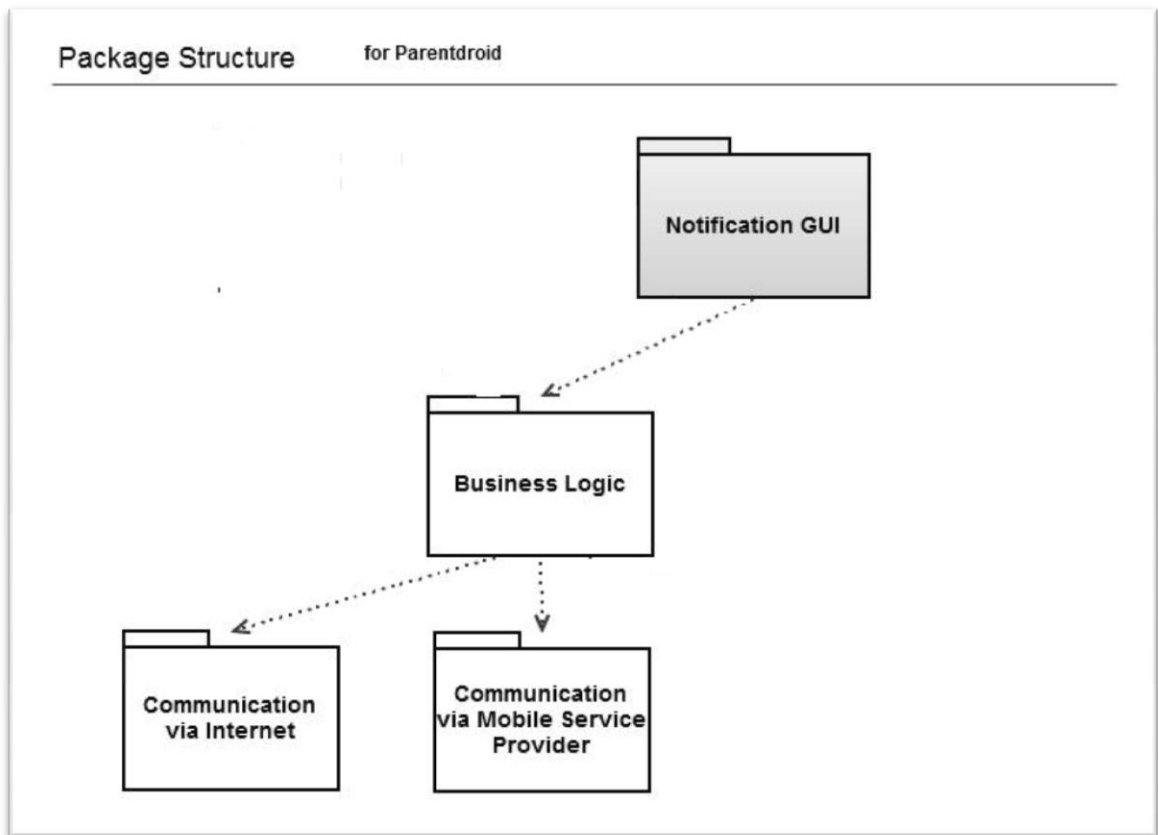 Package Structure for Parentdroid
Notification GUI
Business Logic
Communication
via Internet
Communication
via Mobile Service
Provider